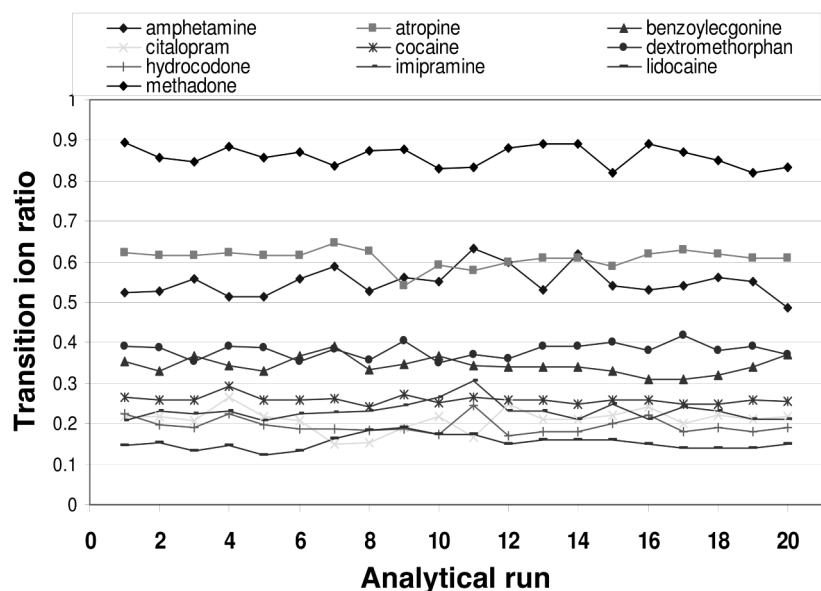 amphetamine atropine benzoylecgonine
citalopram cocaine dextromethorphan
hydrocodone imipramine lidocaine
methadone
1
0.9
0.8
0.7
0.6
0.5
0.4
0.3
0.2
0.1
0
Transition ion ratio
0 2 4 6 8 10 12 14 16 18 20
Analytical run